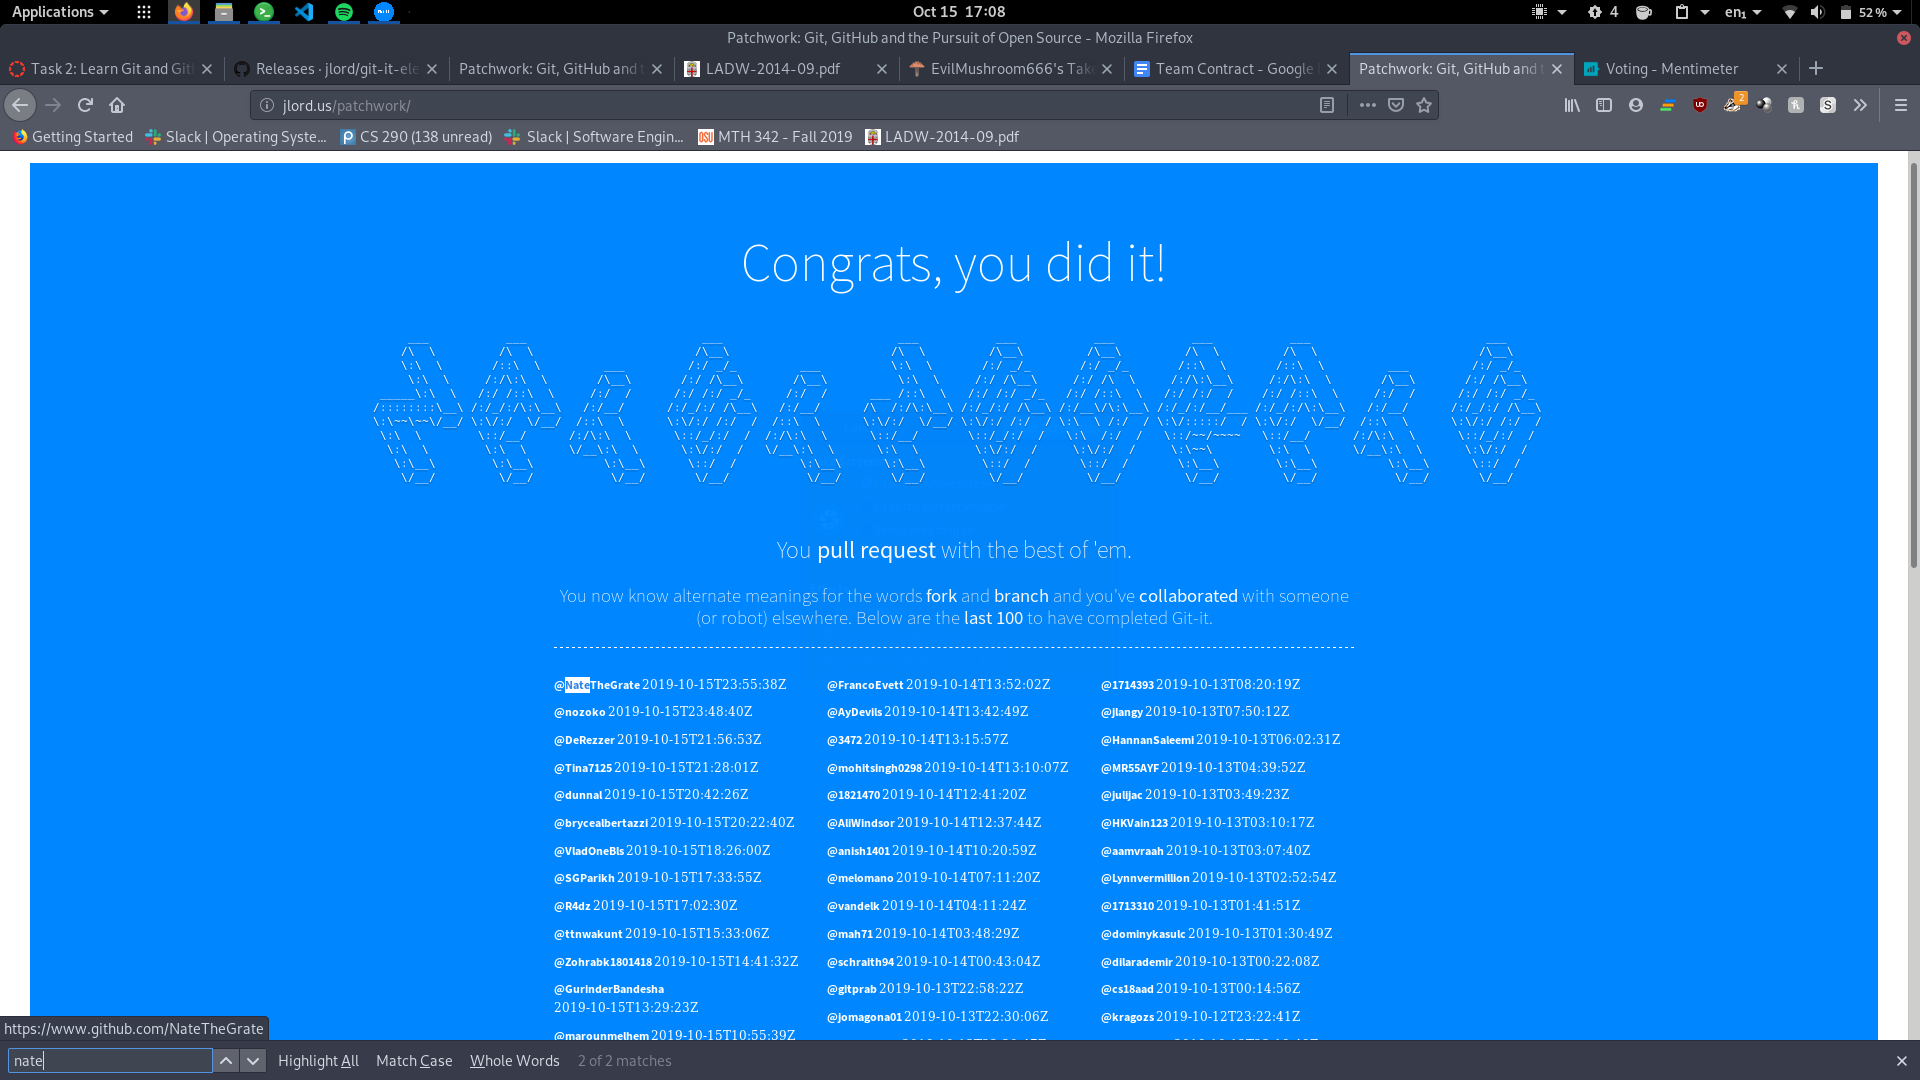 Applications
Oct 15  17:08
4
en₁
52 %
Patchwork: Git, GitHub and the Pursuit of Open Source - Mozilla Firefox
Task 2: Learn Git and Git
Releases · jlord/git-it-ele
Patchwork: Git, GitHub and t
LADW-2014-09.pdf
EvilMushroom666's Take
Team Contract - Google
Patchwork: Git, GitHub and t
Voting - Mentimeter
jlord.us/patchwork/
2
Getting Started
Slack | Operating Syste...
CS 290 (138 unread)
Slack | Software Engin...
MTH 342 - Fall 2019
LADW-2014-09.pdf
Congrats, you did it!
You pull request with the best of 'em.
You now know alternate meanings for the words fork and branch and you've collaborated with someone
(or robot) elsewhere. Below are the last 100 to have completed Git-it.
@NateTheGrate 2019-10-15T23:55:38Z
@nozoko 2019-10-15T23:48:40Z
@DeRezzer 2019-10-15T21:56:53Z
@Tina7125 2019-10-15T21:28:01Z
@dunnal 2019-10-15T20:42:26Z
@brycealbertazzi 2019-10-15T20:22:40Z
@VladOneBls 2019-10-15T18:26:00Z
@SGParikh 2019-10-15T17:33:55Z
@R4dz 2019-10-15T17:02:30Z
@ttnwakunt 2019-10-15T15:33:06Z
@Zohrabk1801418 2019-10-15T14:41:32Z
@GurinderBandesha
2019-10-15T13:29:23Z
@marounmelhem 2019-10-15T10:55:39Z
@FrancoEvett 2019-10-14T13:52:02Z
@AyDevils 2019-10-14T13:42:49Z
@3472 2019-10-14T13:15:57Z
@mohitsingh0298 2019-10-14T13:10:07Z
@1821470 2019-10-14T12:41:20Z
@AliWindsor 2019-10-14T12:37:44Z
@anish1401 2019-10-14T10:20:59Z
@melomano 2019-10-14T07:11:20Z
@vandelk 2019-10-14T04:11:24Z
@mah71 2019-10-14T03:48:29Z
@schraith94 2019-10-14T00:43:04Z
@gitprab 2019-10-13T22:58:22Z
@jomagona01 2019-10-13T22:30:06Z
@1714393 2019-10-13T08:20:19Z
@jlangy 2019-10-13T07:50:12Z
@HannanSaleemi 2019-10-13T06:02:31Z
@MR55AYF 2019-10-13T04:39:52Z
@julijac 2019-10-13T03:49:23Z
@HKVain123 2019-10-13T03:10:17Z
@aamvraah 2019-10-13T03:07:40Z
@Lynnvermillion 2019-10-13T02:52:54Z
@1713310 2019-10-13T01:41:51Z
@dominykasulc 2019-10-13T01:30:49Z
@dilarademir 2019-10-13T00:22:08Z
@cs18aad 2019-10-13T00:14:56Z
@kragozs 2019-10-12T23:22:41Z
https://www.github.com/NateTheGrate
nate
Highlight All
Match Case
Whole Words
2 of 2 matches